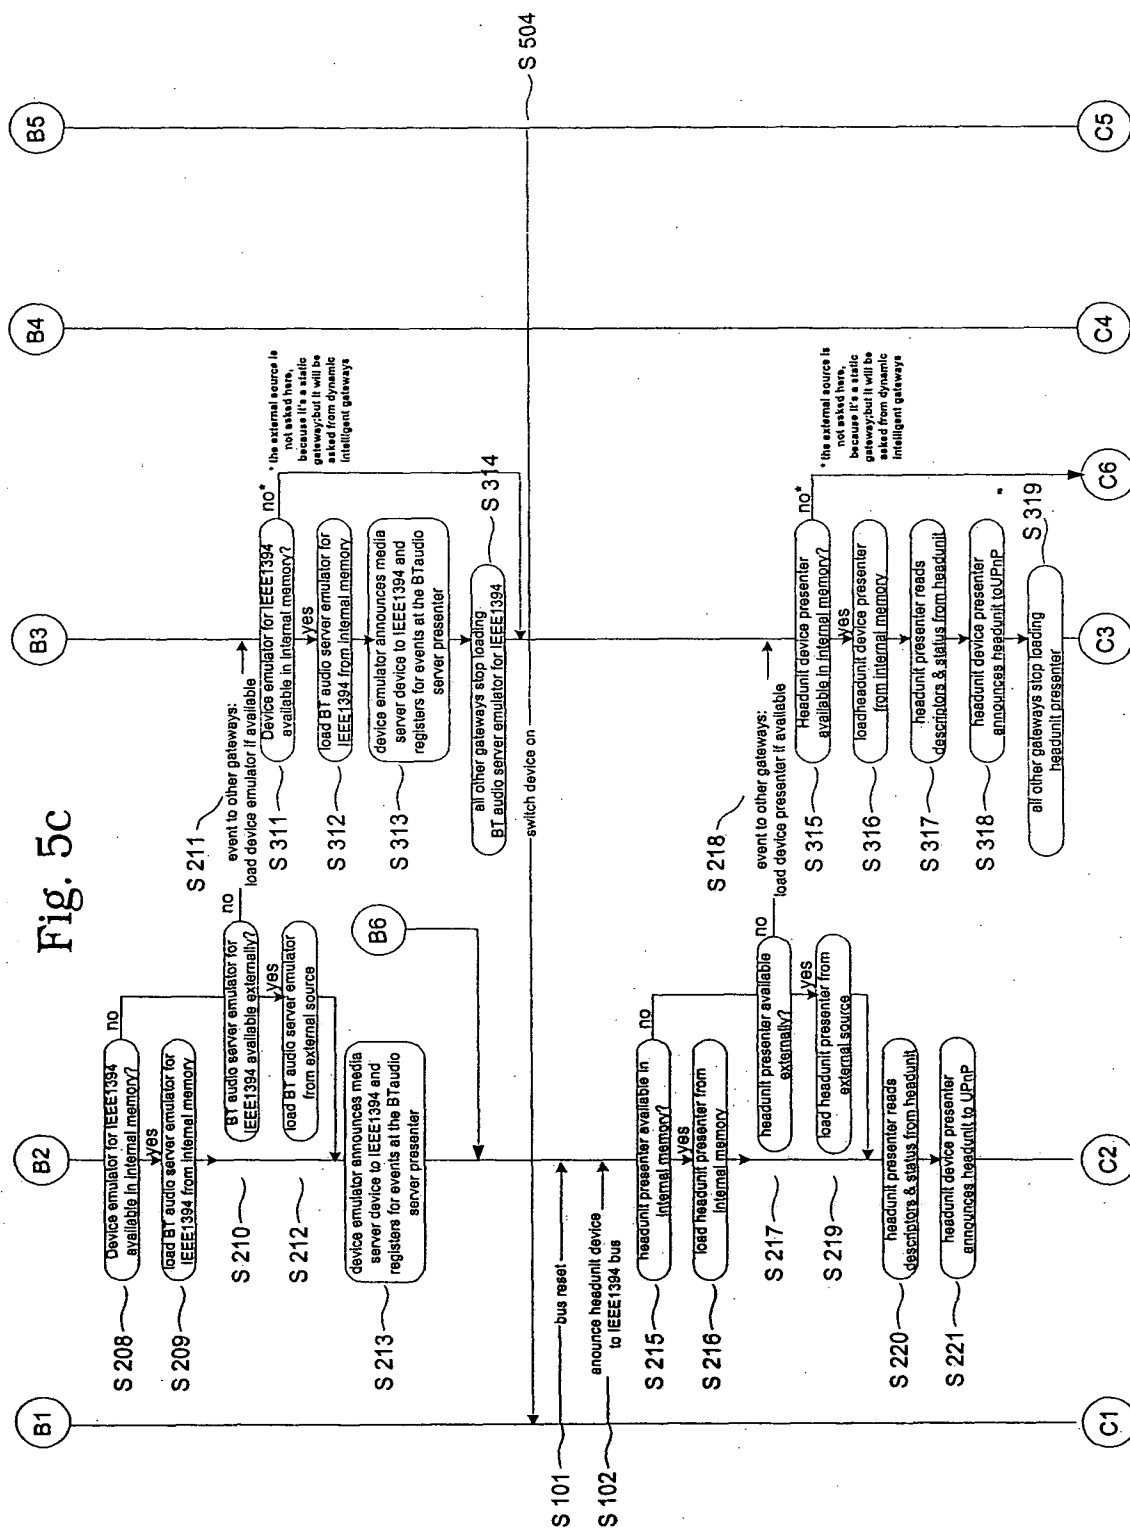 Fig. 5c
B1
B2
B3
B4
B5
S 208
Device emulator for IEEE1394
available in Internal memory?
no
yes
S 209
load BT audio server emulator for
IEEE1394 from Internal memory
S 210
BT audio server emulator for
IEEE1394 available externally?
no
yes
S 211
event to other gateways:
load device emulator if available
S 212
load BT audio server emulator
from external source
S 213
device emulator announces media
server device to IEEE1394 and
registers for events at the BTaudio
server presenter
B6
S 311
Device emulator for IEEE1394
available in Internal memory?
no*
yes
* the external source is
not asked here,
because it's a static
gateway;but it will be
asked from dynamic
Intelligent gateways
S 312
load BT audio server emulator for
IEEE1394 from Internal memory
S 313
device emulator announces media
server device to IEEE1394 and
registers for events at the BTaudio
server presenter
S 314
all other gateways stop loading
BT audio server emulator for IEEE1394
switch device on
S 504
S 101
bus reset
S 102
anounce headunit device
to IEEE1394 bus
S 215
headunit presenter available in
Internal memory?
no
yes
S 216
load headunit presenter from
Internal memory
S 217
headunit presenter available
externally?
no
yes
S 218
event to other gateways:
load device presenter if available
S 219
load headunit presenter from
external source
S 220
headunit presenter reads
descriptors & status from headunit
S 221
headunit device presenter
announces headunit to UPnP
S 315
Headunit device presenter
available in Internal memory?
no*
yes
* the external source is
not asked here,
because it's a static
gateway;but it will be
asked from dynamic
Intelligent gateways
S 316
loadheadunit device presenter
from internal memory
S 317
headunit presenter reads
descriptors & status from headunit
S 318
headunit device presenter
announces headunit toUPnP
S 319
all other gateways stop loading
headunit presenter
C1
C2
C3
C6
C4
C5